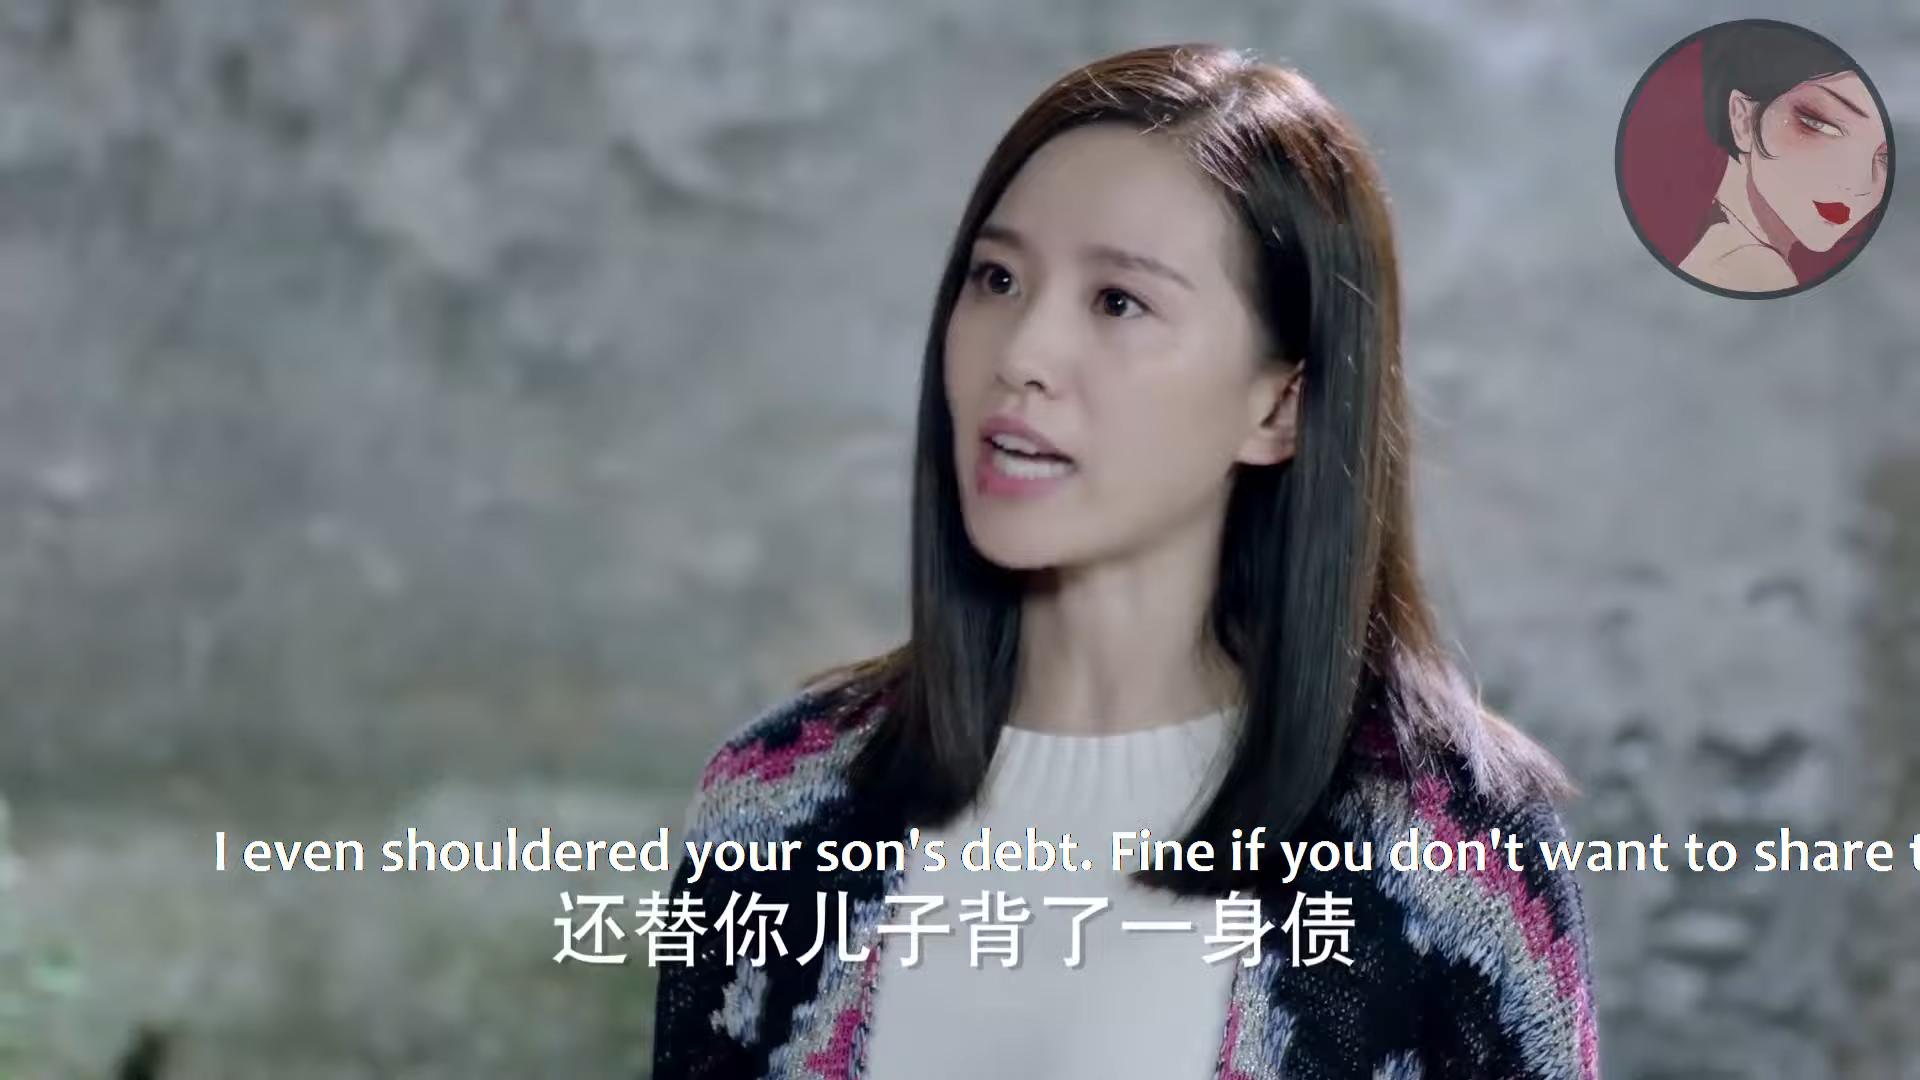 I even shouldered your son's debt. Fine if you don't want to share t
还替你儿子背了一身债